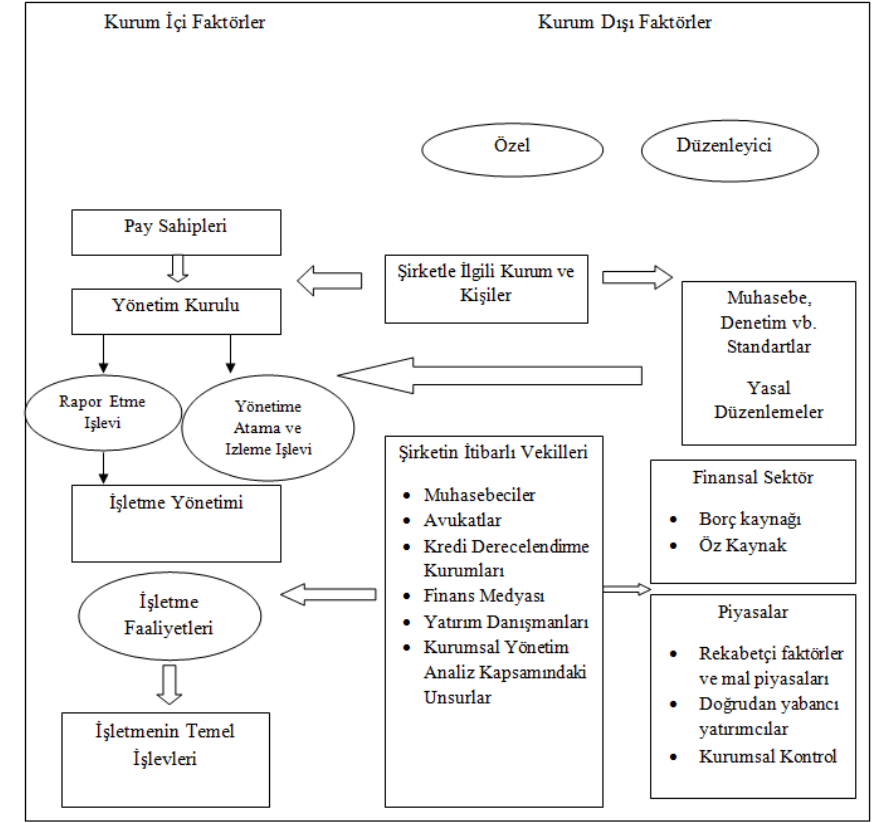 Kurum İçi Faktörler
Kurum Dışı Faktörler
Özel
Düzenleyici
Pay Sahipleri
Yönetim Kurulu
Rapor Etme
İşlevi
Yönetime
Atama ve
Izleme İşlevi
İşletme Yönetimi
İşletme
Faaliyetleri
İşletmenin Temel
İşlevleri
Şirketle İlgili Kurum ve
Kişiler
Şirketin İtibarlı Vekilleri
• Muhasebeciler
• Avukatlar
• Kredi Derecelendirme
Kurumları
• Finans Medyası
• Yatırım Danışmanları
• Kurumsal Yönetim
Analiz Kapsamındaki
Unsurlar
Muhasebe,
Denetim vb.
Standartlar
Yasal
Düzenlemeler
Finansal Sektör
• Borç kaynağı
• Öz Kaynak
Piyasalar
• Rekabetçi faktörler
ve mal piyasaları
• Doğrudan yabancı
yatırımcılar
• Kurumsal Kontrol